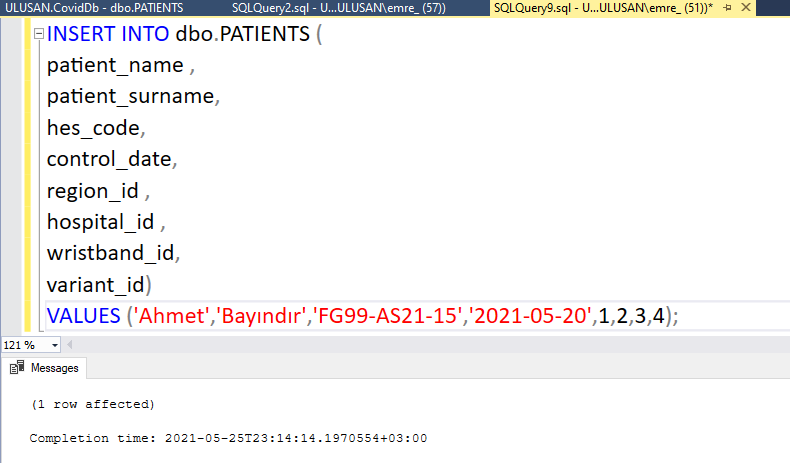 ULUSAN.CovidDb - dbo.PATIENTS SQLQuery2.sql - U...ULUSAN\emre_ (57)) SQLQuery9.sql - U...ULUSAN\emre_ (51))*
INSERT INTO dbo.PATIENTS (
patient_name ,
patient_surname,
hes_code,
control_date,
region_id ,
hospital_id ,
wristband_id,
variant_id)
VALUES ('Ahmet','Bayındır','FG99-AS21-15','2021-05-20',1,2,3,4);
121 %
Messages
(1 row affected)
Completion time: 2021-05-25T23:14:14.1970554+03:00